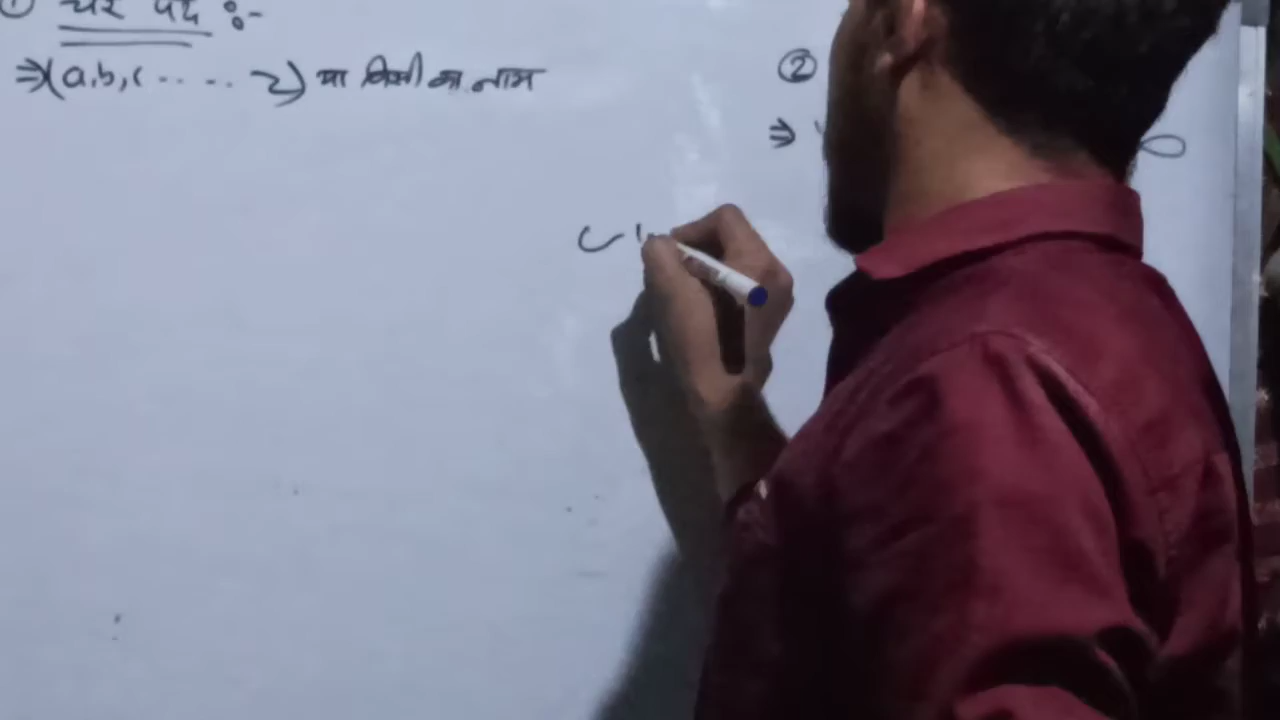 ① चर पद :-
⇒(a,b,c ..... z) या किसी का नाम
②
⇒